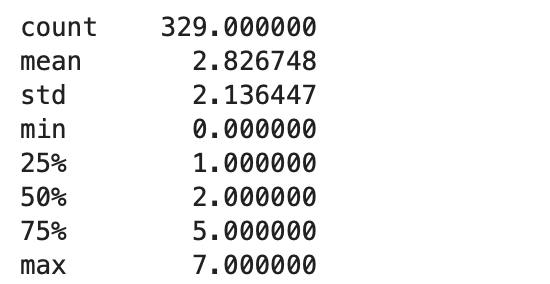 count    329.000000
mean       2.826748
std        2.136447
min        0.000000
25%        1.000000
50%        2.000000
75%        5.000000
max        7.000000